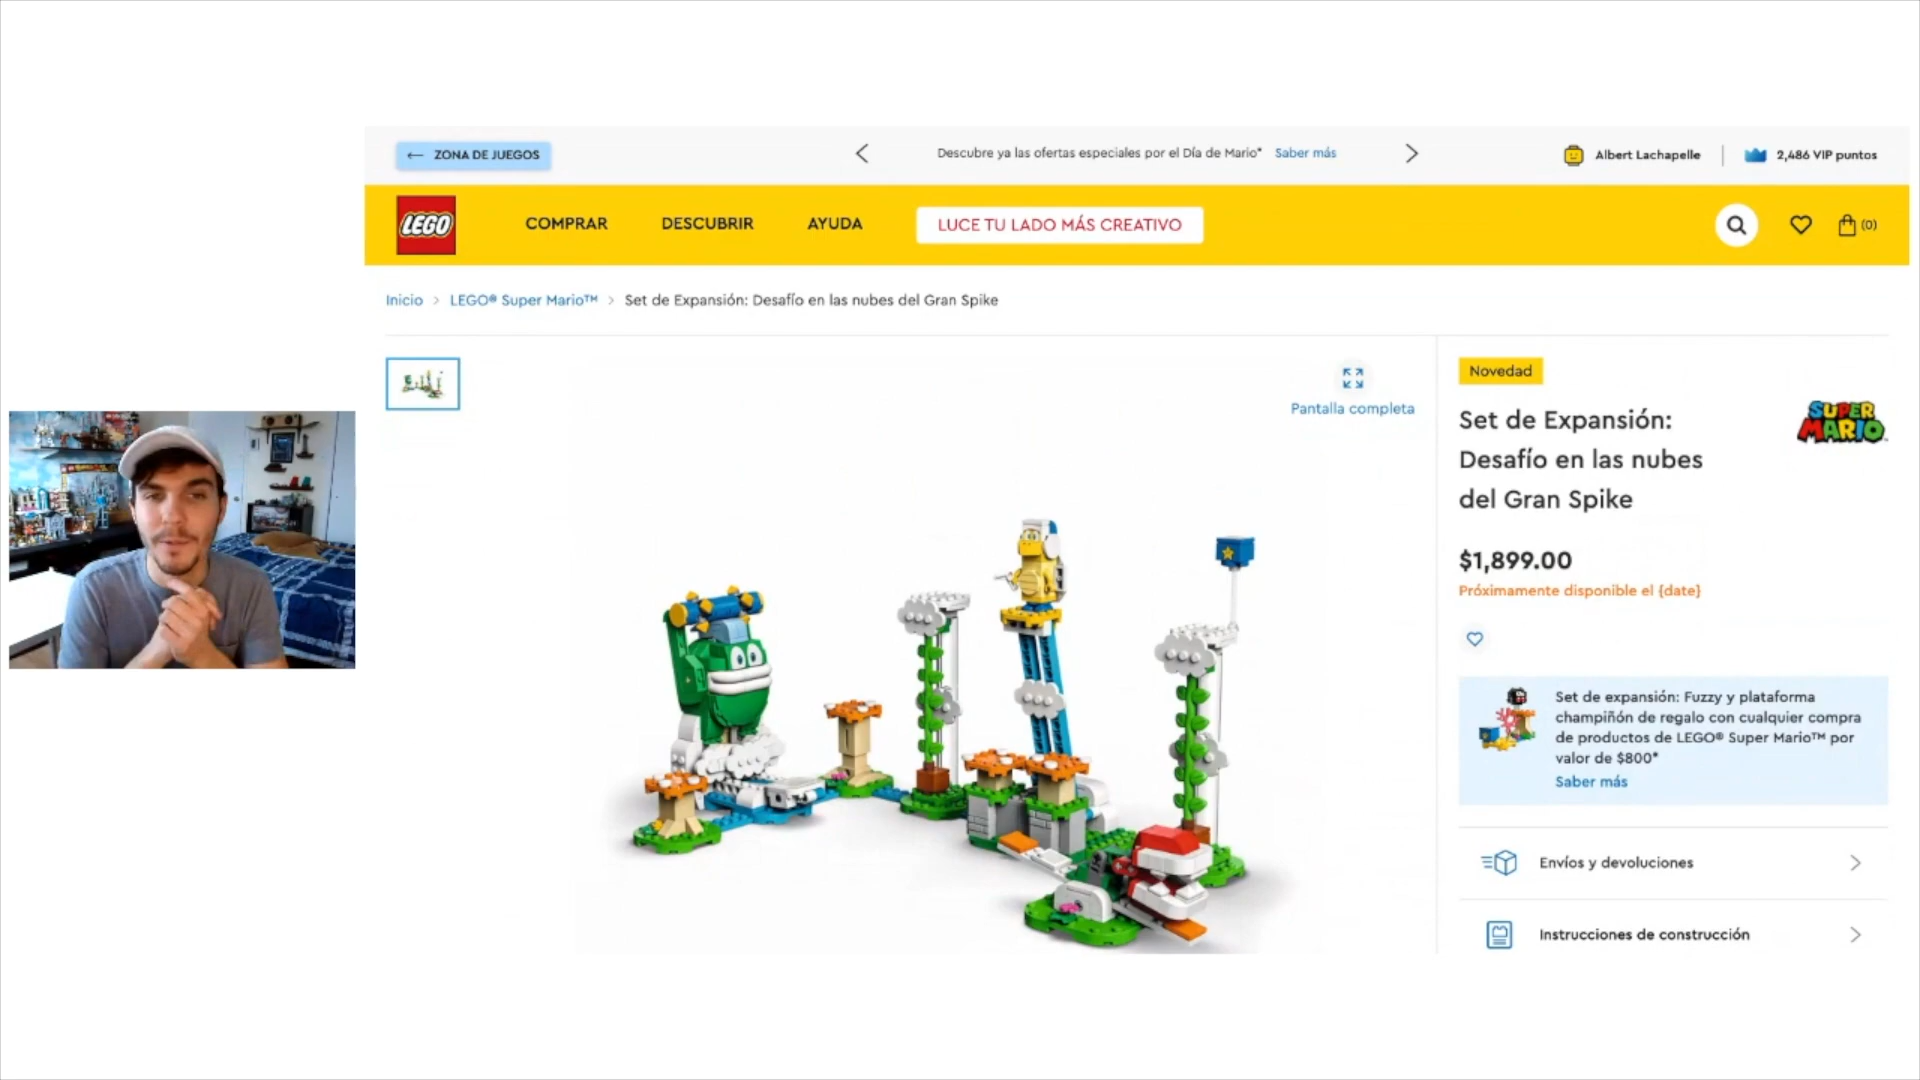 ZONA DE JUEGOS
Descubre ya las ofertas especiales por el Día de Mario* Saber más
Albert Lachapelle
2,486 VIP puntos
LEGO
COMPRAR
DESCUBRIR
AYUDA
LUCE TU LADO MÁS CREATIVO
(0)
Inicio > LEGO® Super Mario™ > Set de Expansión: Desafío en las nubes del Gran Spike
Pantalla completa
Novedad
SUPER
MARIO
Set de Expansión:
Desafío en las nubes
del Gran Spike
$1,899.00
Próximamente disponible el {date}
Set de expansión: Fuzzy y plataforma
champiñón de regalo con cualquier compra
de productos de LEGO® Super Mario™ por
valor de $800*
Saber más
Envíos y devoluciones
Instrucciones de construcción